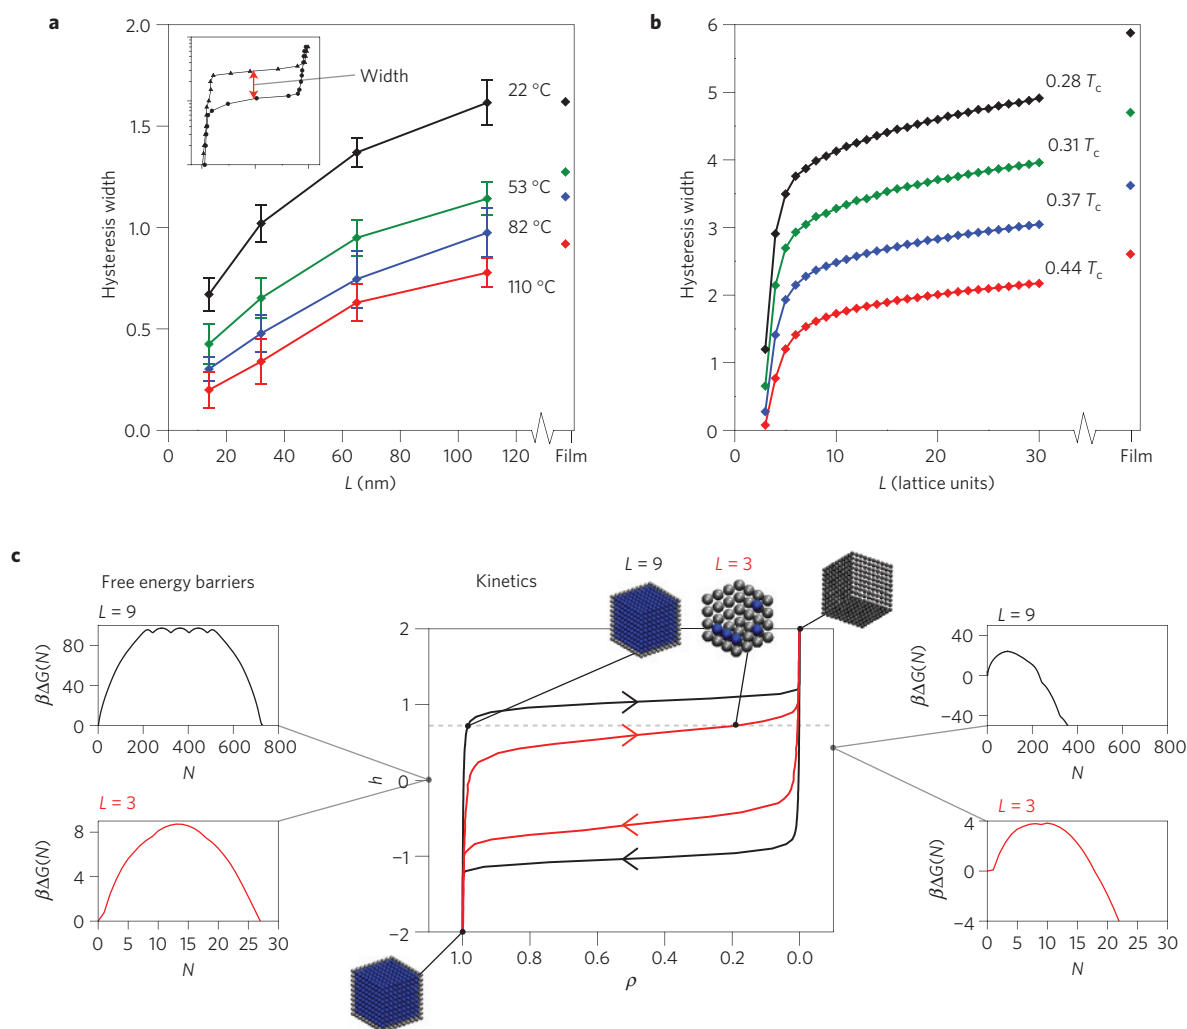 a
2.0
1.5
1.0
0.5
0.0
Hysteresis width
Width
22 °C
53 °C
82 °C
110 °C
0 20 40 60 80 100 120 Film
L (nm)
b
6
5
4
3
2
1
0
Hysteresis width
0.28 Tc
0.31 Tc
0.37 Tc
0.44 Tc
0 10 20 30 Film
L (lattice units)
c
Free energy barriers
L = 9
80
40
0
βΔG(N)
0 200 400 600 800
N
L = 3
8
4
0
βΔG(N)
0 5 10 15 20 25 30
N
Kinetics
L = 9
L = 3
2
1
0
−1
−2
h
1.0 0.8 0.6 0.4 0.2 0.0
ρ
L = 9
40
0
−40
βΔG(N)
0 200 400 600 800
N
L = 3
4
0
−4
βΔG(N)
0 5 10 15 20 25 30
N